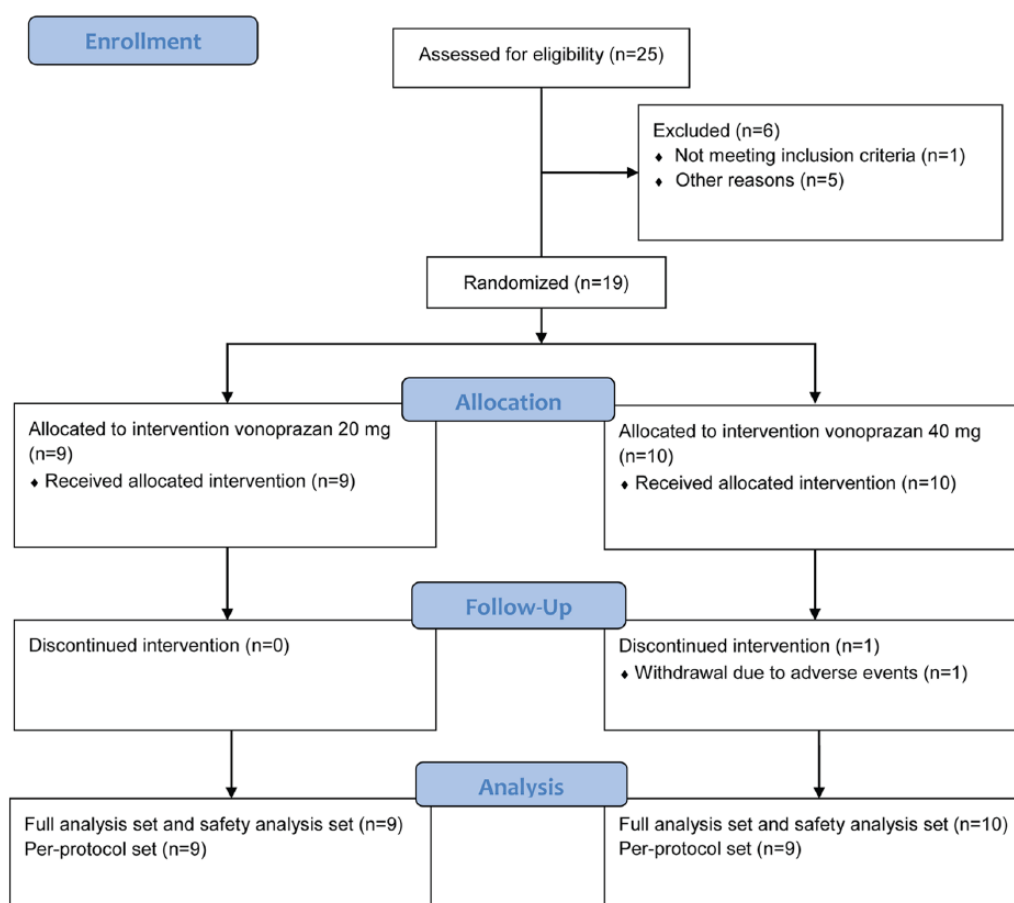 Enrollment
Assessed for eligibility (n=25)
Excluded (n=6)
♦ Not meeting inclusion criteria (n=1)
♦ Other reasons (n=5)
Randomized (n=19)
Allocation
Allocated to intervention vonoprazan 20 mg
(n=9)
♦ Received allocated intervention (n=9)
Allocated to intervention vonoprazan 40 mg
(n=10)
♦ Received allocated intervention (n=10)
Follow-Up
Discontinued intervention (n=0)
Discontinued intervention (n=1)
♦ Withdrawal due to adverse events (n=1)
Analysis
Full analysis set and safety analysis set (n=9)
Per-protocol set (n=9)
Full analysis set and safety analysis set (n=10)
Per-protocol set (n=9)